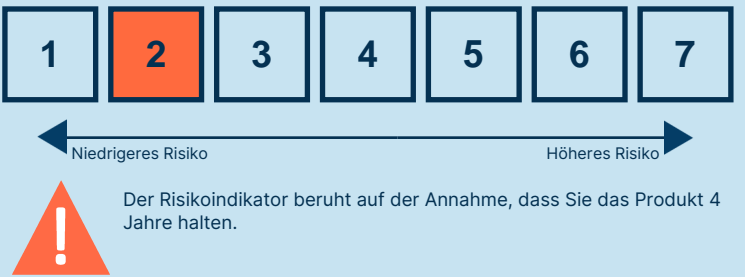 1 2 3 4 5 6 7
Niedrigeres Risiko Höheres Risiko
Der Risikoindikator beruht auf der Annahme, dass Sie das Produkt 4
Jahre halten.
!